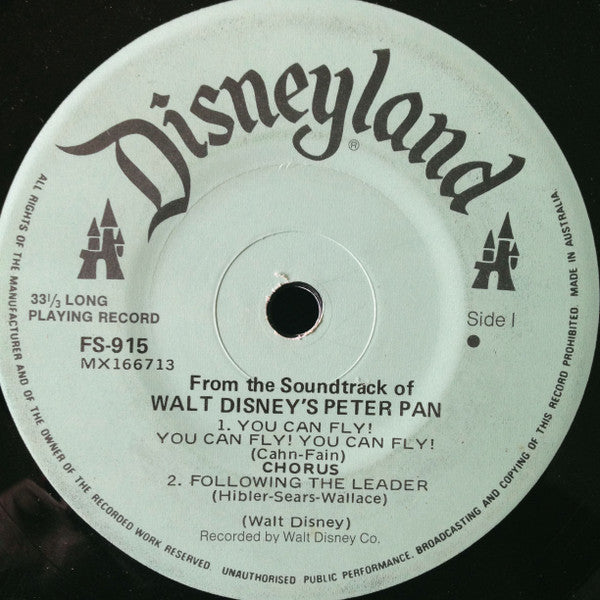 Disneyland
®
33 1/3 LONG
PLAYING RECORD
FS-915
MX166713
Side I
From the Soundtrack of
WALT DISNEY'S PETER PAN
1. YOU CAN FLY!
YOU CAN FLY! YOU CAN FLY!
(Cahn-Fain)
CHORUS
2. FOLLOWING THE LEADER
(Hibler-Sears-Wallace)
(Walt Disney)
Recorded by Walt Disney Co.
ALL RIGHTS OF THE MANUFACTURER AND OF THE OWNER OF THE RECORDED WORK RESERVED. UNAUTHORISED PUBLIC PERFORMANCE, BROADCASTING AND COPYING OF THIS RECORD PROHIBITED. MADE IN AUSTRALIA.